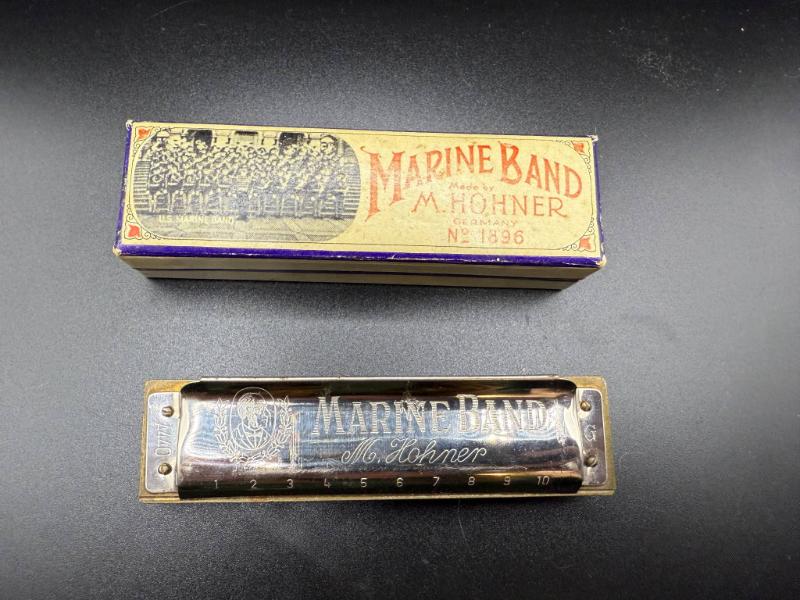 U.S. MARINE BAND
MARINE BAND
Made by
M. HOHNER
GERMANY
No 1896
MARINE BAND
M. Hohner
A440
G
1 2 3 4 5 6 7 8 9 10